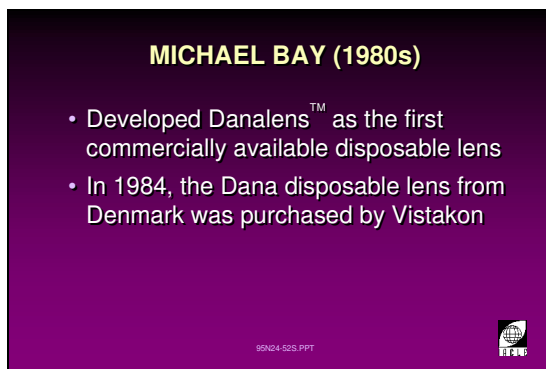 MICHAEL BAY (1980s)
• Developed Danalens™ as the first
commercially available disposable lens
• In 1984, the Dana disposable lens from
Denmark was purchased by Vistakon
95N24-52S.PPT
IACLE